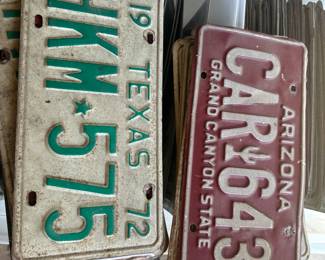 19 TEXAS 72
HKM★575
ARIZONA
CAR 643
GRAND CANYON STATE